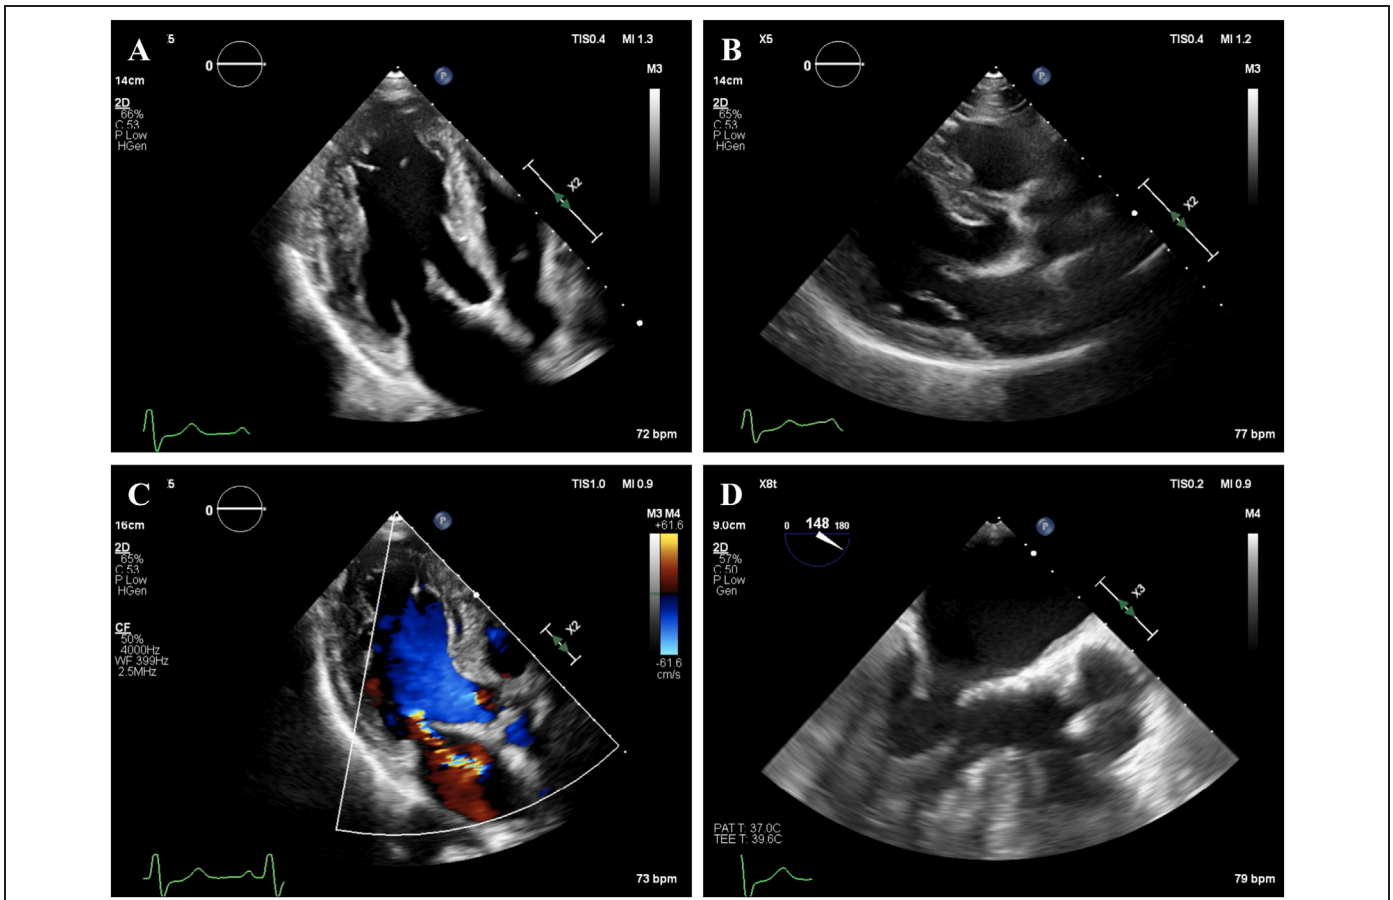 A
:5
TIS0.4 MI 1.3
0
P
14cm
M3
2D
66%
C 53
P Low
HGen
X2
72 bpm
B
X5
TIS0.4 MI 1.2
0
P
14cm
M3
2D
65%
C 53
P Low
HGen
X2
77 bpm
C
:5
TIS1.0 MI 0.9
0
P
16cm
M3 M4
+61.6
2D
65%
C 53
P Low
HGen
CF
50%
4000Hz
WF 399Hz
2.5MHz
X2
-61.6
cm/s
73 bpm
D
X8t
TIS0.2 MI 0.9
0 148 180
P
9.0cm
M4
2D
57%
C 50
P Low
Gen
X3
PAT T: 37.0C
TEE T: 39.6C
79 bpm